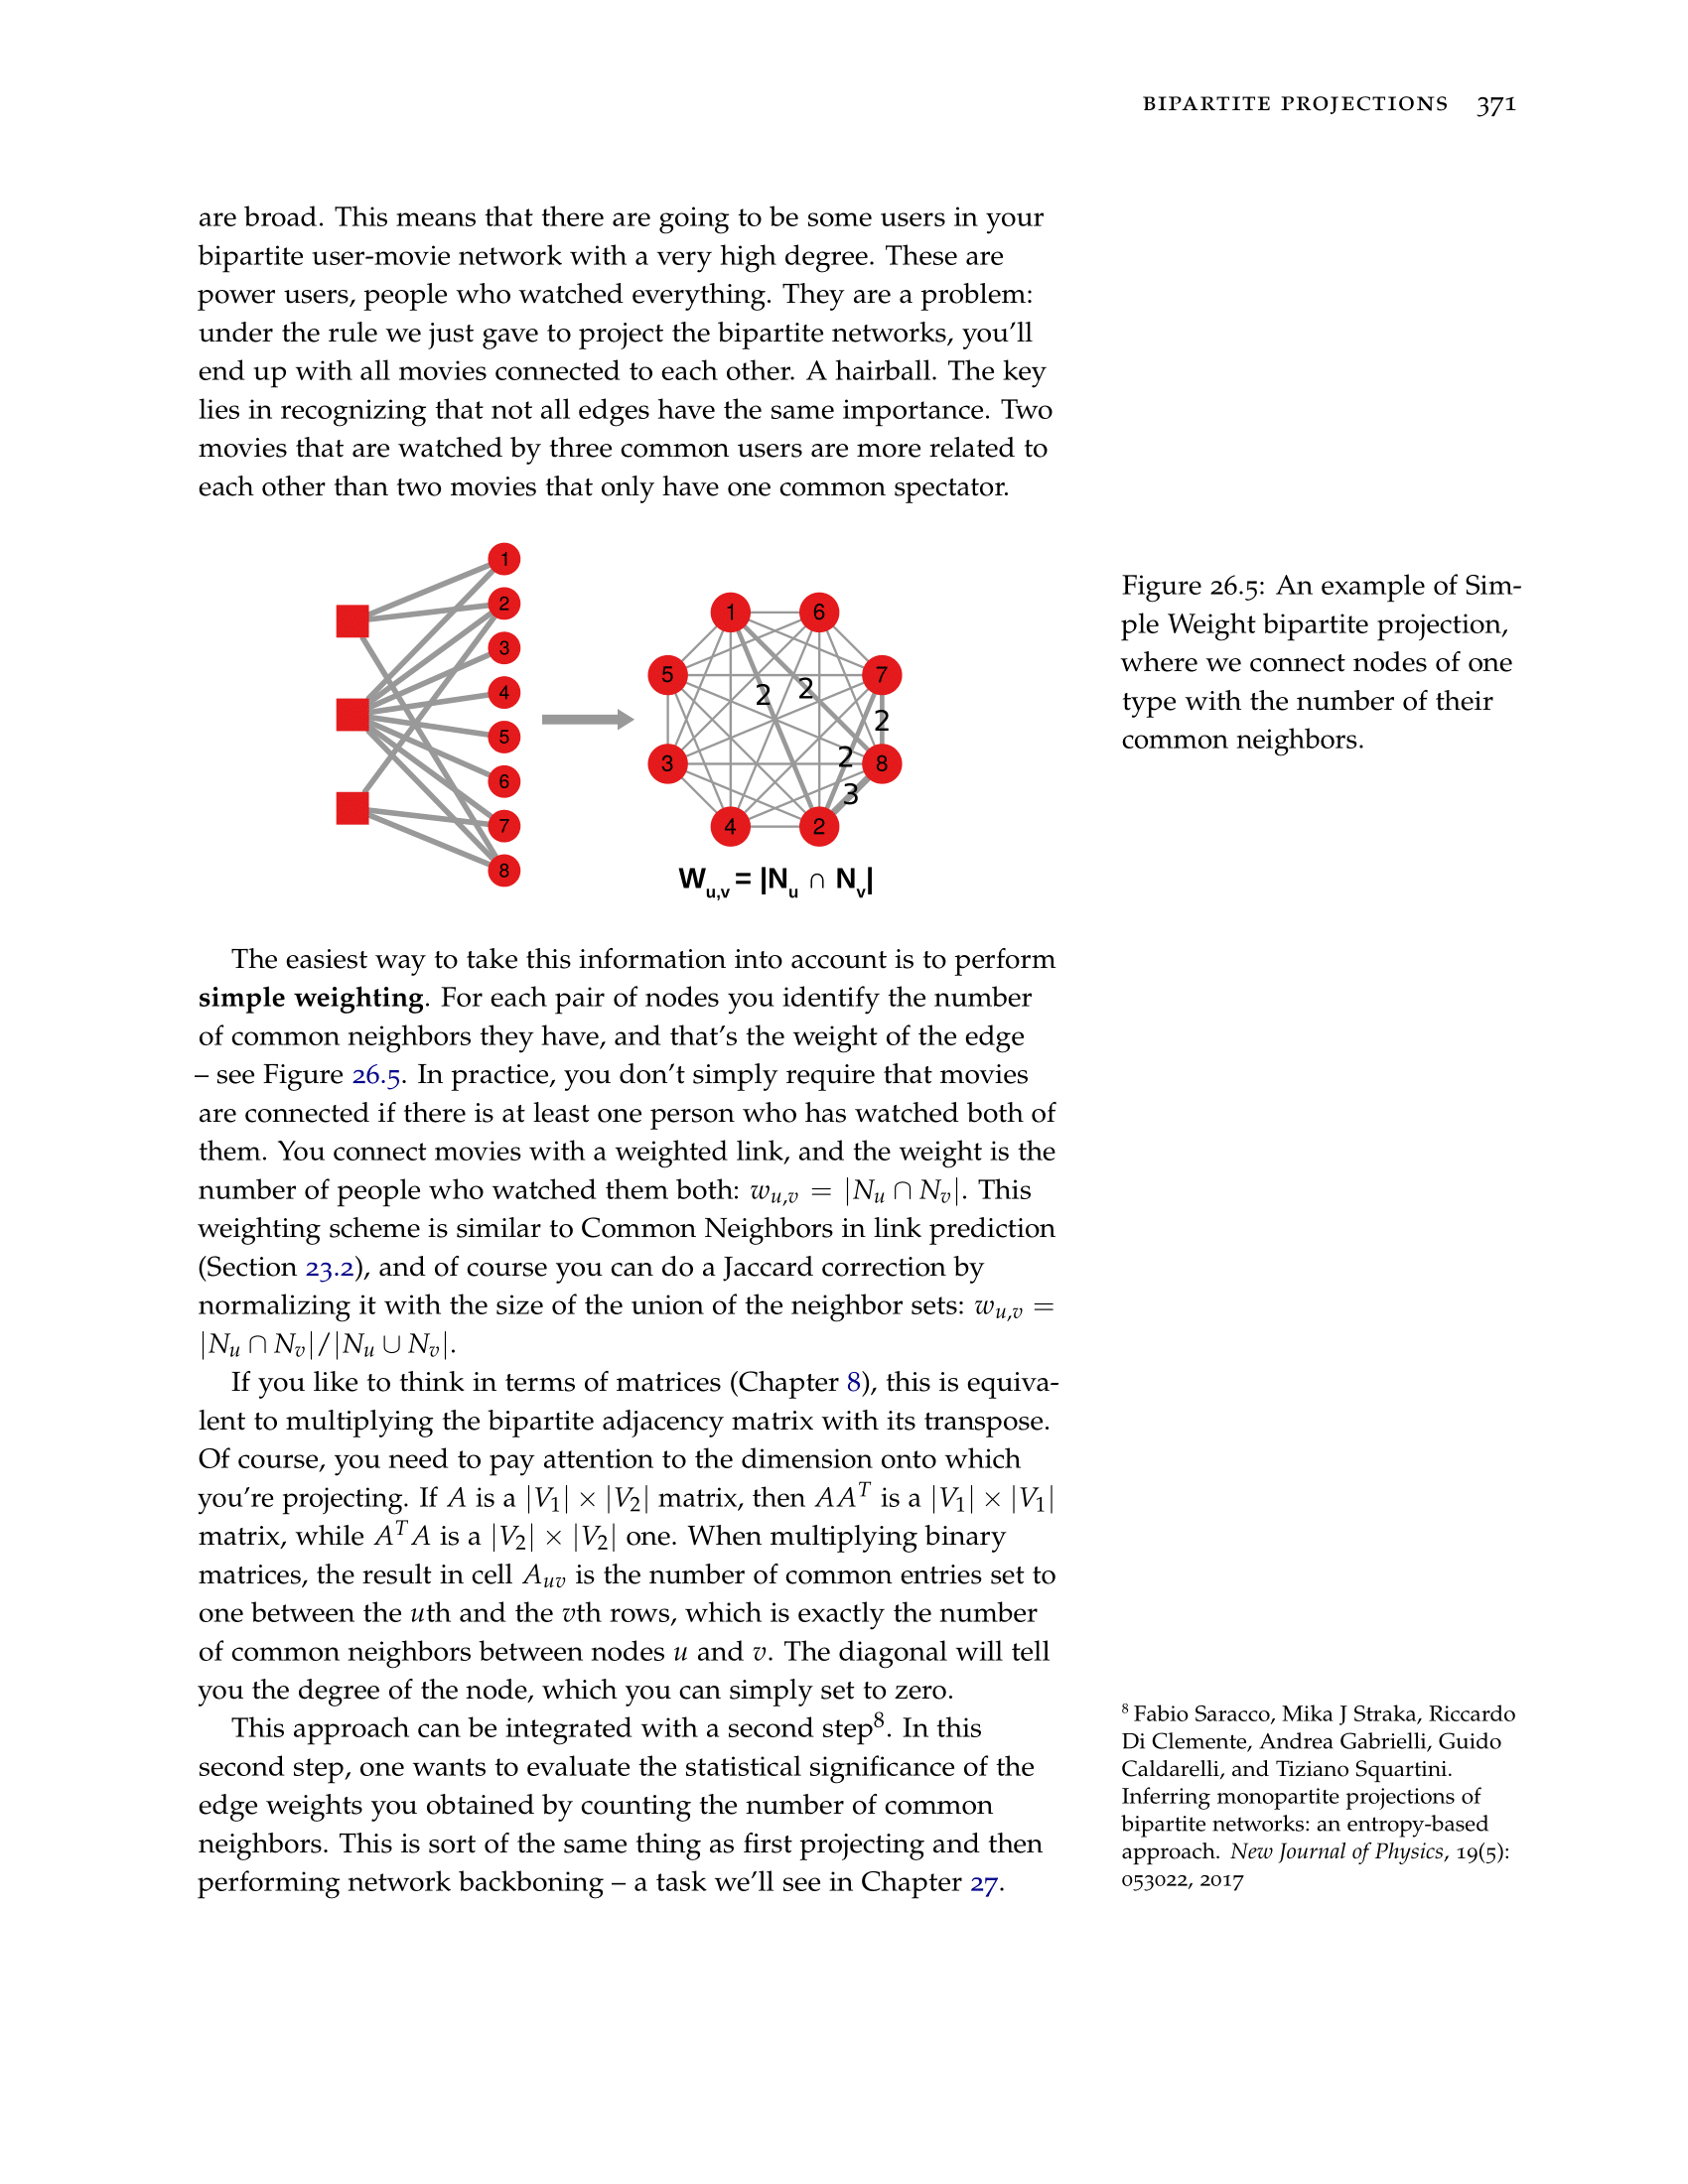 BIPARTITE PROJECTIONS 371
are broad. This means that there are going to be some users in your
bipartite user-movie network with a very high degree. These are
power users, people who watched everything. They are a problem:
under the rule we just gave to project the bipartite networks, you'll
end up with all movies connected to each other. A hairball. The key
lies in recognizing that not all edges have the same importance. Two
movies that are watched by three common users are more related to
each other than two movies that only have one common spectator.
1
2
3
4
5
6
7
8
1
6
5
7
2
2
2
3
2
8
3
4
2
W_{u,v} = |N_u ∩ N_v|
Figure 26.5: An example of Sim-
ple Weight bipartite projection,
where we connect nodes of one
type with the number of their
common neighbors.
The easiest way to take this information into account is to perform
simple weighting. For each pair of nodes you identify the number
of common neighbors they have, and that's the weight of the edge
– see Figure 26.5. In practice, you don't simply require that movies
are connected if there is at least one person who has watched both of
them. You connect movies with a weighted link, and the weight is the
number of people who watched them both: w_{u,v} = |N_u ∩ N_v|. This
weighting scheme is similar to Common Neighbors in link prediction
(Section 23.2), and of course you can do a Jaccard correction by
normalizing it with the size of the union of the neighbor sets: w_{u,v} =
|N_u ∩ N_v|/|N_u ∪ N_v|.
If you like to think in terms of matrices (Chapter 8), this is equiva-
lent to multiplying the bipartite adjacency matrix with its transpose.
Of course, you need to pay attention to the dimension onto which
you're projecting. If A is a |V_1| × |V_2| matrix, then AA^T is a |V_1| × |V_1|
matrix, while A^T A is a |V_2| × |V_2| one. When multiplying binary
matrices, the result in cell A_{uv} is the number of common entries set to
one between the uth and the vth rows, which is exactly the number
of common neighbors between nodes u and v. The diagonal will tell
you the degree of the node, which you can simply set to zero.
This approach can be integrated with a second step⁸. In this
second step, one wants to evaluate the statistical significance of the
edge weights you obtained by counting the number of common
neighbors. This is sort of the same thing as first projecting and then
performing network backboning – a task we'll see in Chapter 27.
⁸ Fabio Saracco, Mika J Straka, Riccardo
Di Clemente, Andrea Gabrielli, Guido
Caldarelli, and Tiziano Squartini.
Inferring monopartite projections of
bipartite networks: an entropy-based
approach. New Journal of Physics, 19(5):
053022, 2017